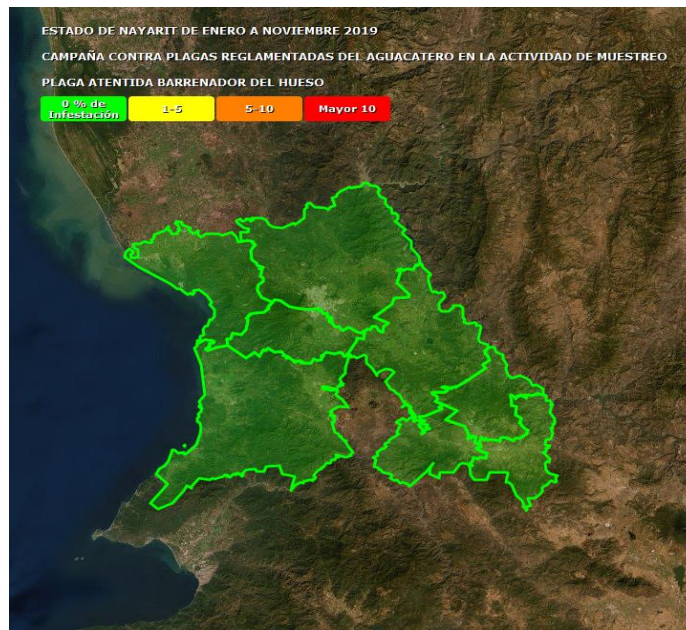 ESTADO DE NAYARIT DE ENERO A NOVIEMBRE 2019
CAMPAÑA CONTRA PLAGAS REGLAMENTADAS DEL AGUACATERO EN LA ACTIVIDAD DE MUESTREO
PLAGA ATENTIDA BARRENADOR DEL HUESO
0 % de
Infestación
1-5
5-10
Mayor 10